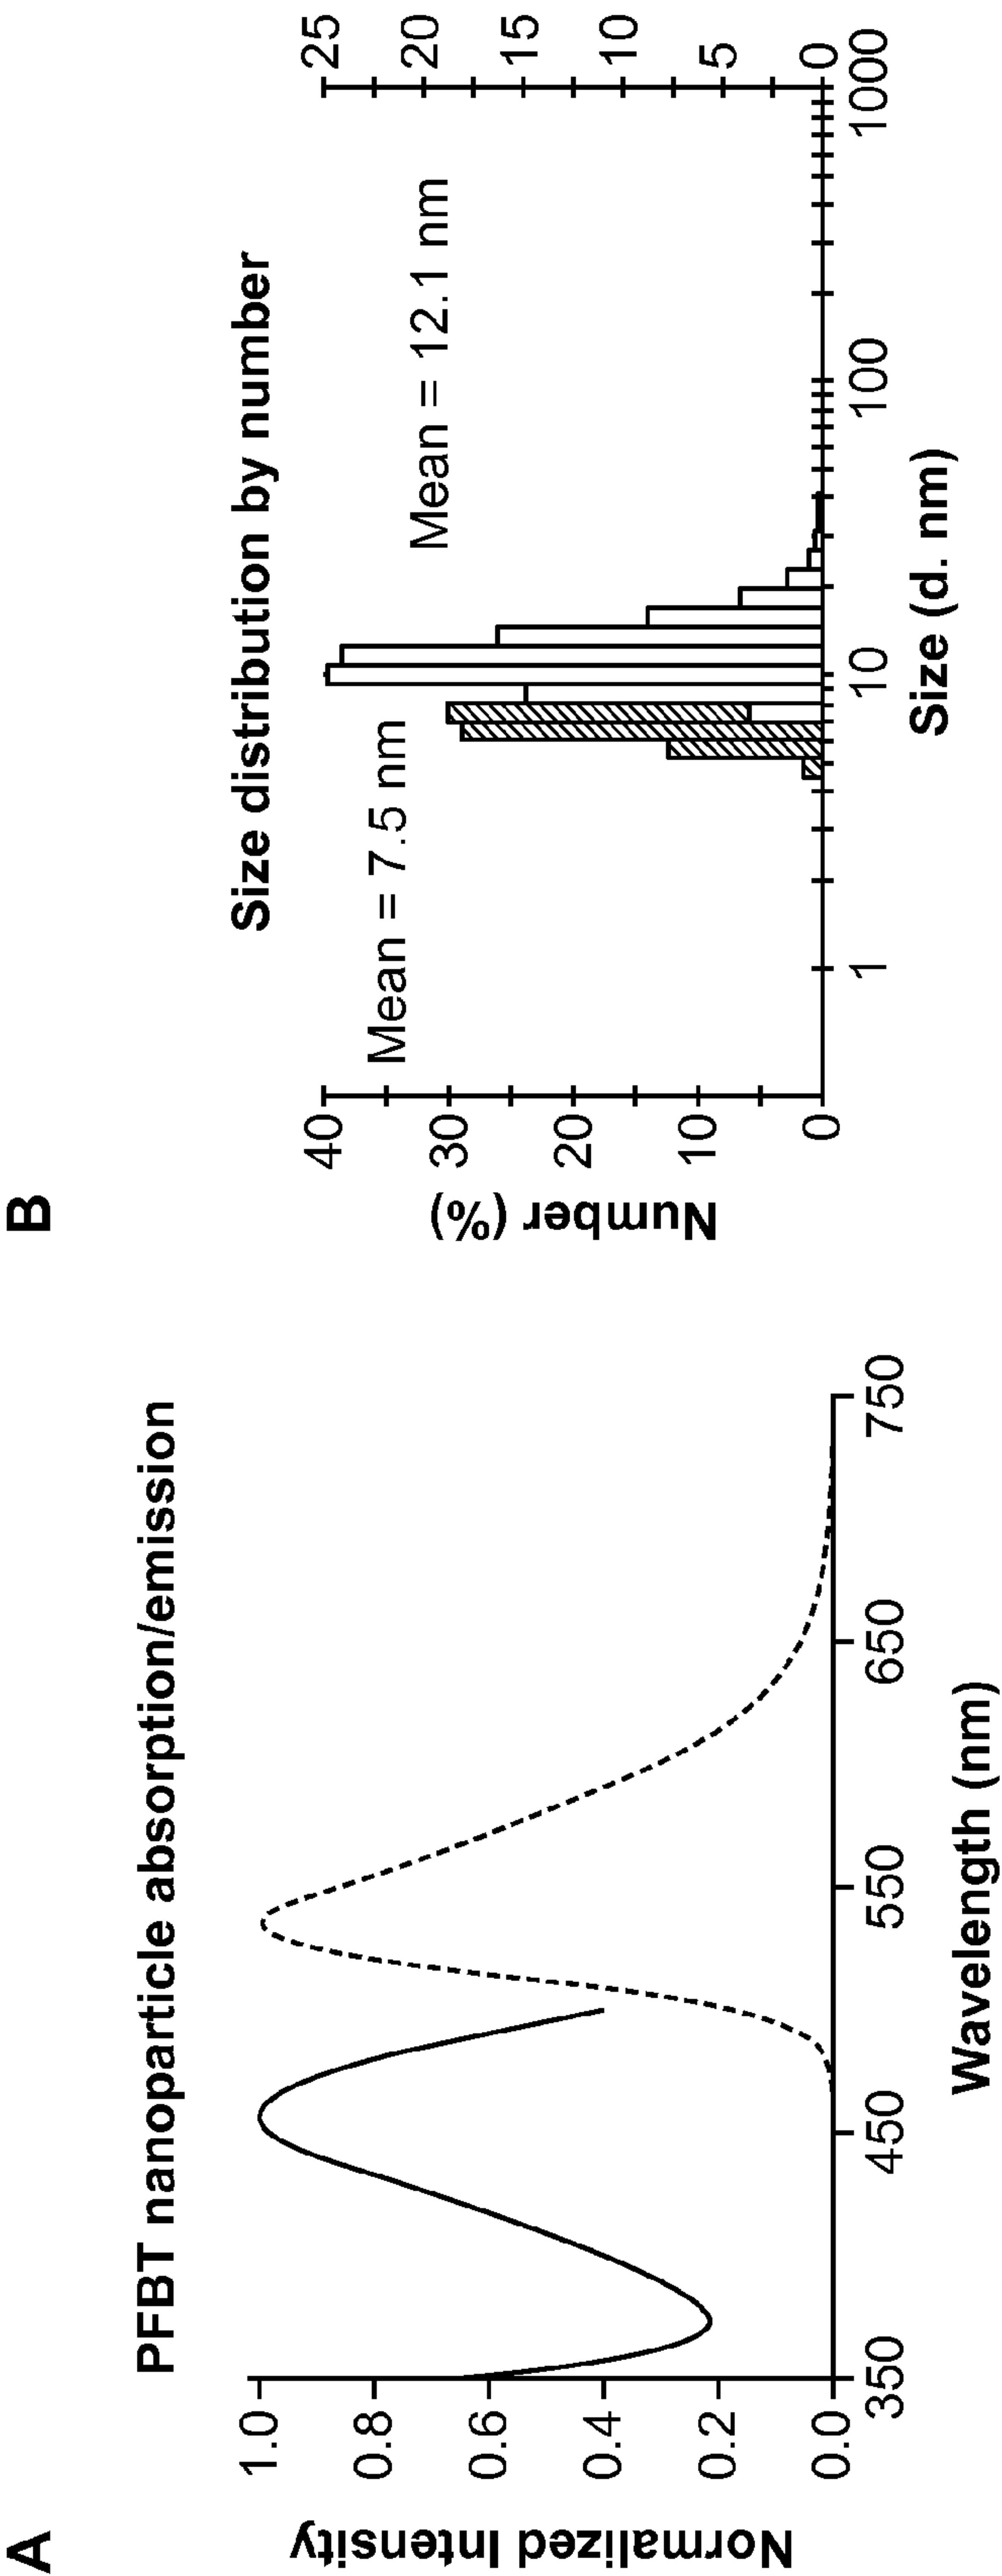 A
PFBT nanoparticle absorption/emission
Normalized Intensity
1.0
0.8
0.6
0.4
0.2
0.0
350
450
550
650
750
Wavelength (nm)
B
Size distribution by number
Mean = 7.5 nm
Mean = 12.1 nm
Number (%)
40
30
20
10
0
25
20
15
10
5
0
1
10
100
1000
Size (d. nm)